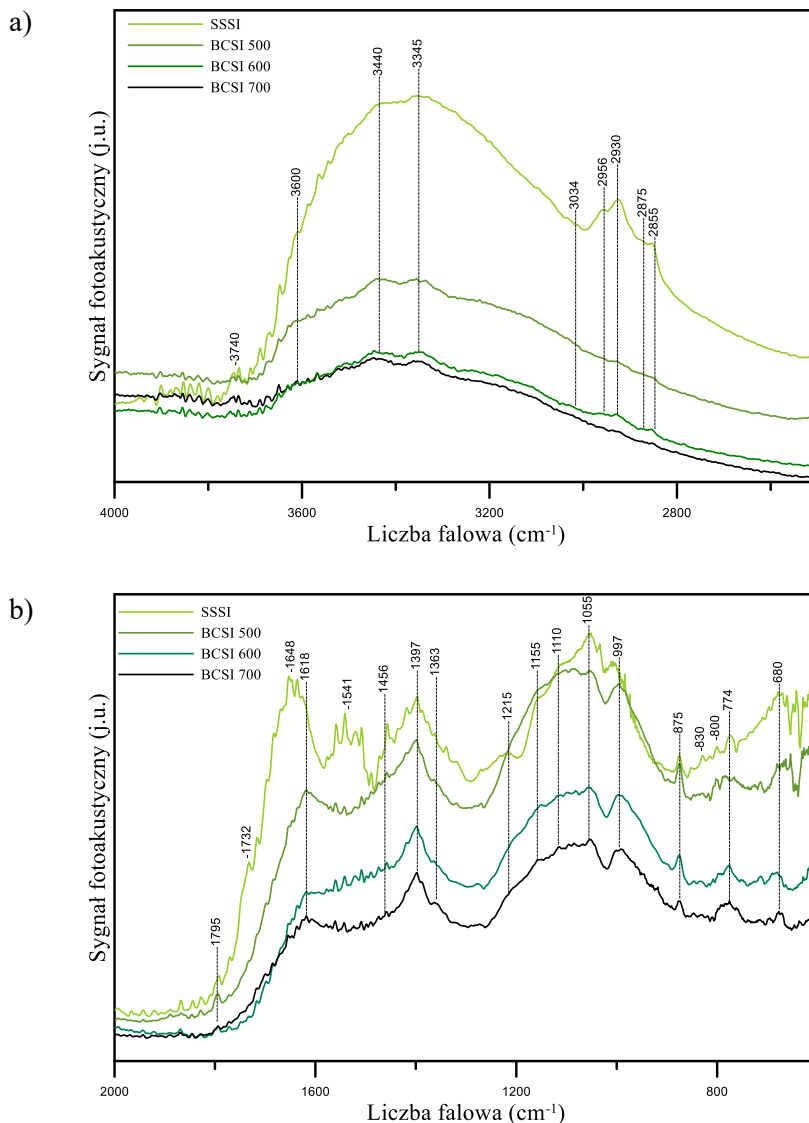 a)
SSSI
BCSI 500
BCSI 600
BCSI 700
3740
3600
3440
3345
3034
2956
2930
2875
2855
Sygnał fotoakustyczny (j.u.)
4000 3600 3200 2800
Liczba falowa (cm-1)
b)
SSSI
BCSI 500
BCSI 600
BCSI 700
1795
1732
1648
1618
1541
1456
1397
1363
1215
1155
1110
1055
997
875
830
800
774
680
Sygnał fotoakustyczny (j.u.)
2000 1600 1200 800
Liczba falowa (cm-1)